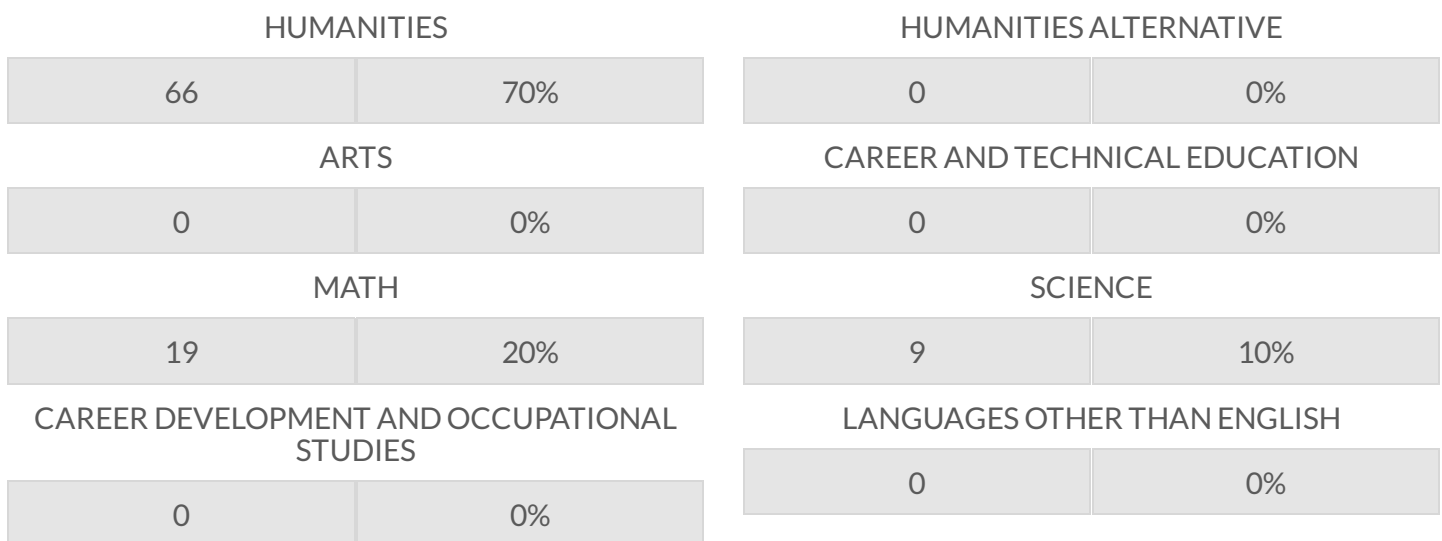 HUMANITIES
66 70%
HUMANITIES ALTERNATIVE
0 0%
ARTS
0 0%
CAREER AND TECHNICAL EDUCATION
0 0%
MATH
19 20%
SCIENCE
9 10%
CAREER DEVELOPMENT AND OCCUPATIONAL
STUDIES
0 0%
LANGUAGES OTHER THAN ENGLISH
0 0%